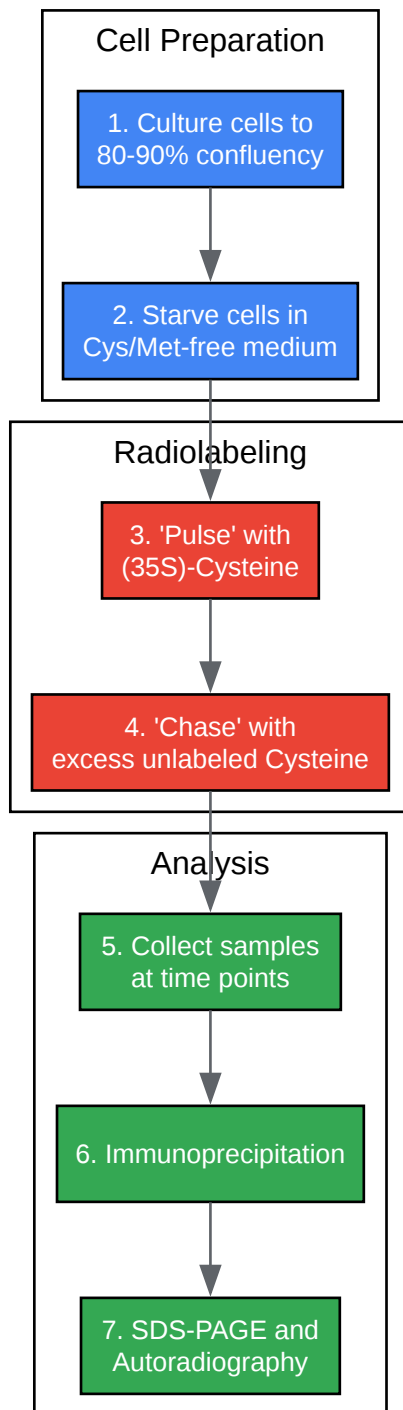 Cell Preparation
1. Culture cells to
80-90% confluency
2. Starve cells in
Cys/Met-free medium
Radiolabeling
3. 'Pulse' with
(35S)-Cysteine
4. 'Chase' with
excess unlabeled Cysteine
Analysis
5. Collect samples
at time points
6. Immunoprecipitation
7. SDS-PAGE and
Autoradiography